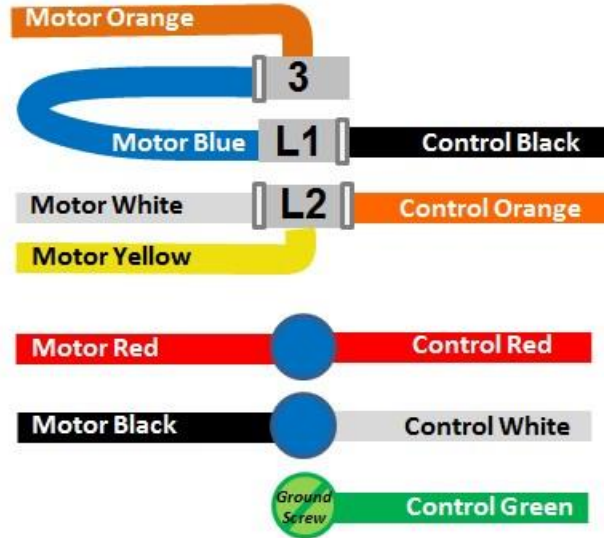 Motor Orange
3
Motor Blue L1 Control Black
Motor White L2 Control Orange
Motor Yellow
Motor Red Control Red
Motor Black Control White
Ground
Screw Control Green